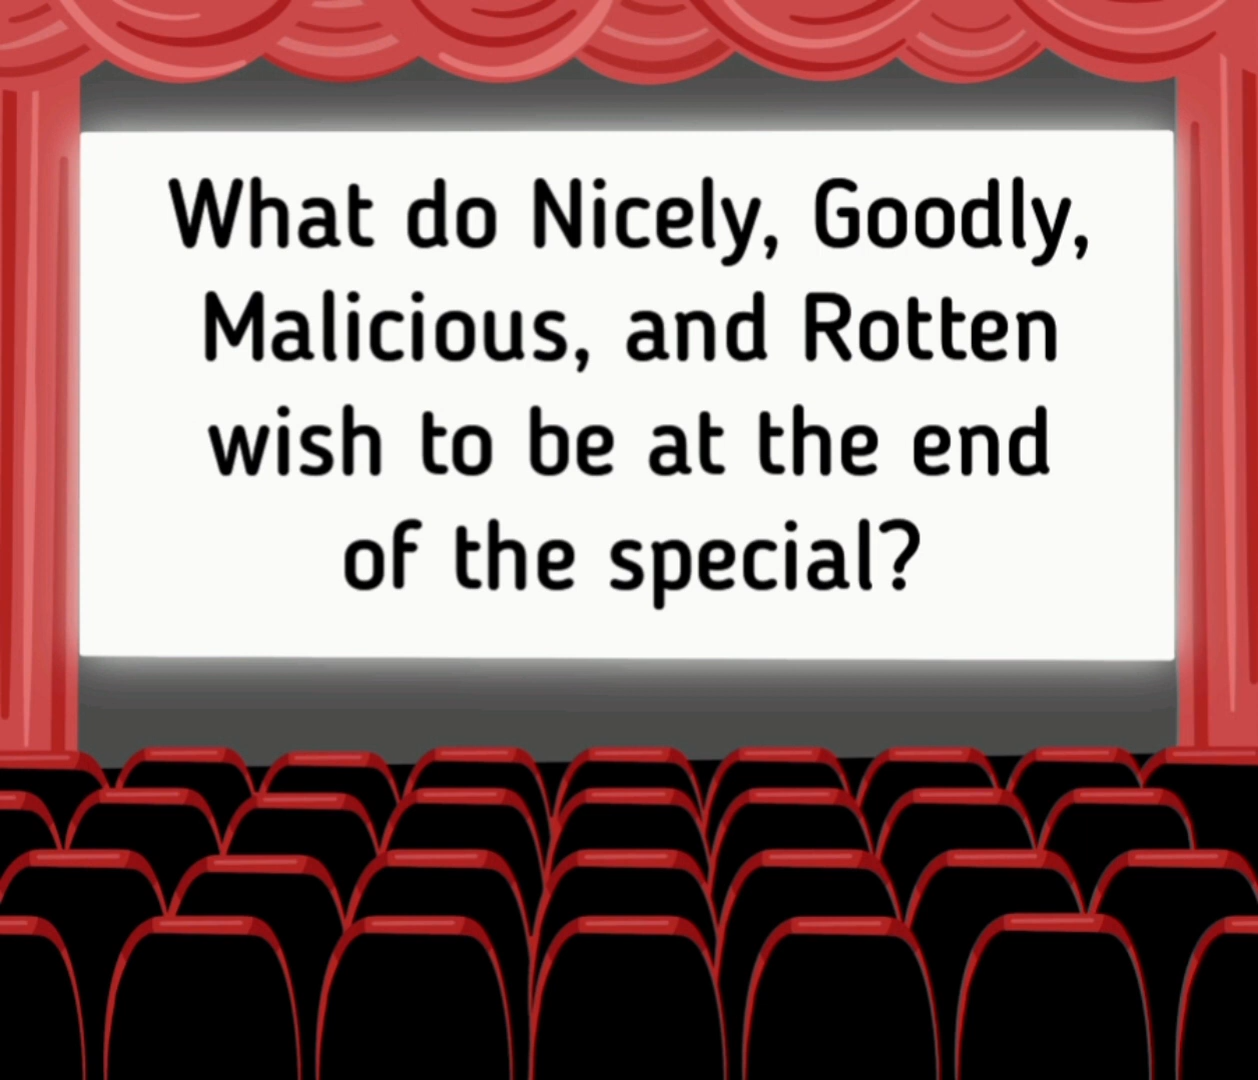 What do Nicely, Goodly,
Malicious, and Rotten
wish to be at the end
of the special?